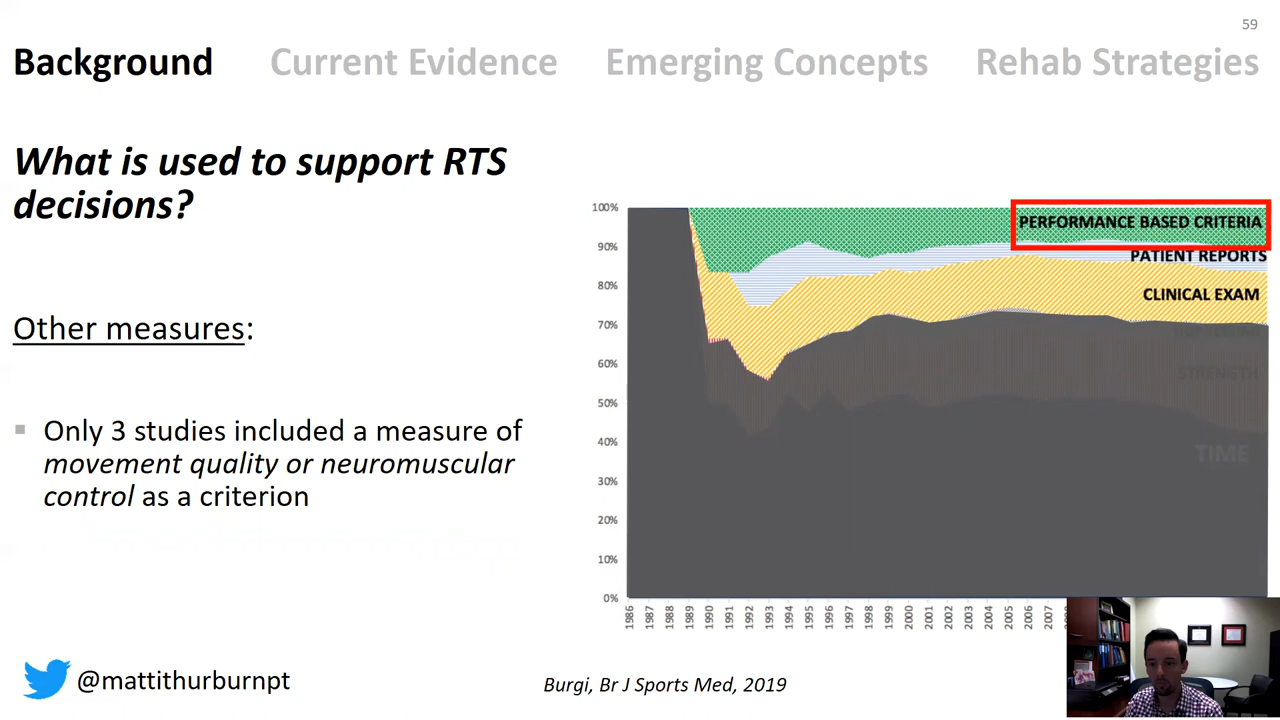 59
Background Current Evidence Emerging Concepts Rehab Strategies
What is used to support RTS
decisions?
Other measures:
Only 3 studies included a measure of
movement quality or neuromuscular
control as a criterion
100%
90%
80%
70%
60%
50%
40%
30%
20%
10%
0%
PERFORMANCE BASED CRITERIA
PATIENT REPORTS
CLINICAL EXAM
STRENGTH
TIME
1986 1987 1988 1989 1990 1991 1992 1993 1994 1995 1996 1997 1998 1999 2000 2001 2002 2003 2004 2005 2006 2007
@mattithurburnpt
Burgi, Br J Sports Med, 2019